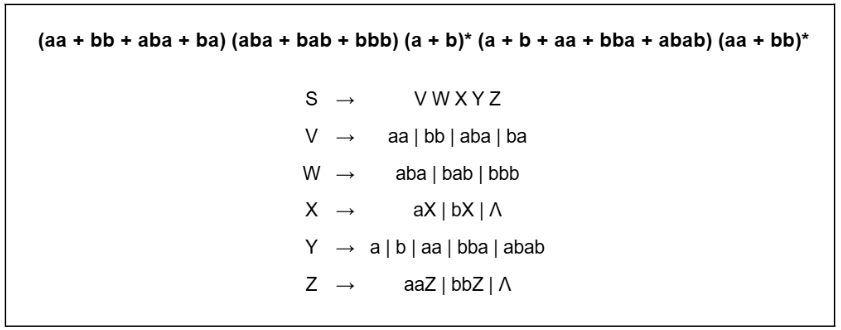 (aa + bb + aba + ba) (aba + bab + bbb) (a + b)* (a + b + aa + bba + abab) (aa + bb)*
S → V W X Y Z
V → aa | bb | aba | ba
W → aba | bab | bbb
X → aX | bX | Λ
Y → a | b | aa | bba | abab
Z → aaZ | bbZ | Λ